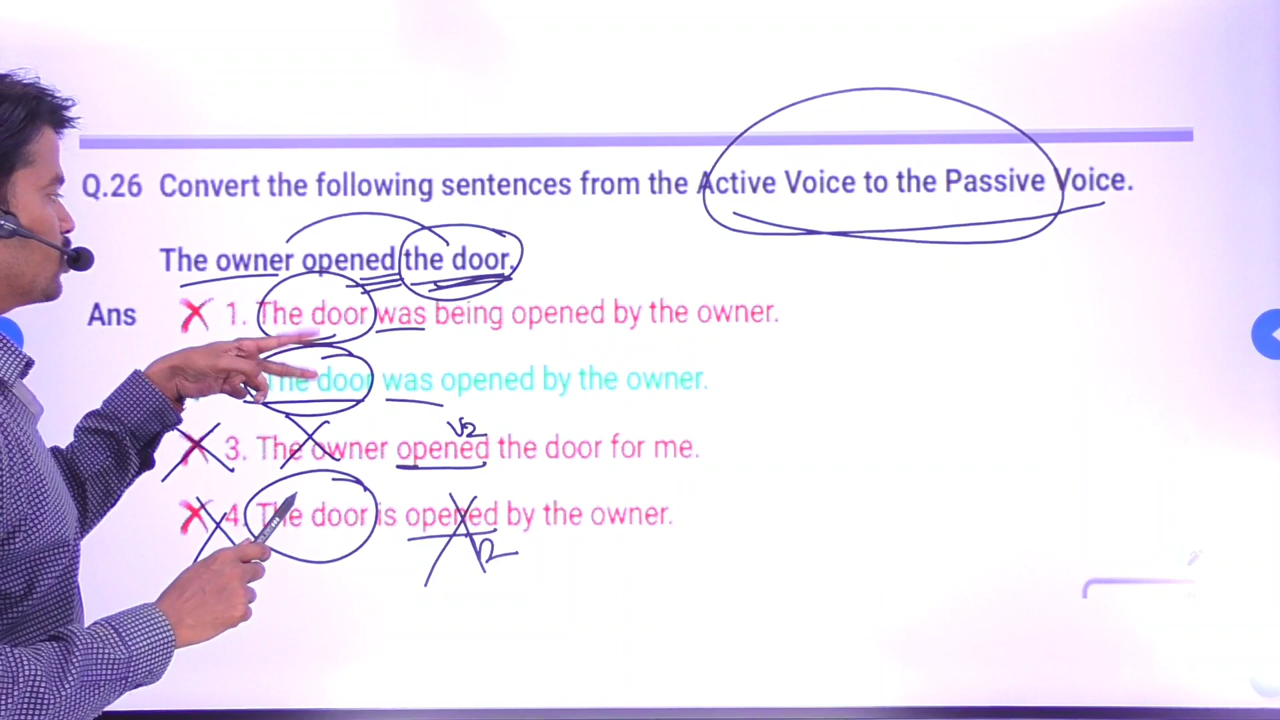 Q.26 Convert the following sentences from the Active Voice to the Passive Voice.
The owner opened the door.
Ans 1. The door was being opened by the owner.
The door was opened by the owner.
V2
3. The owner opened the door for me.
4. The door is opened by the owner.